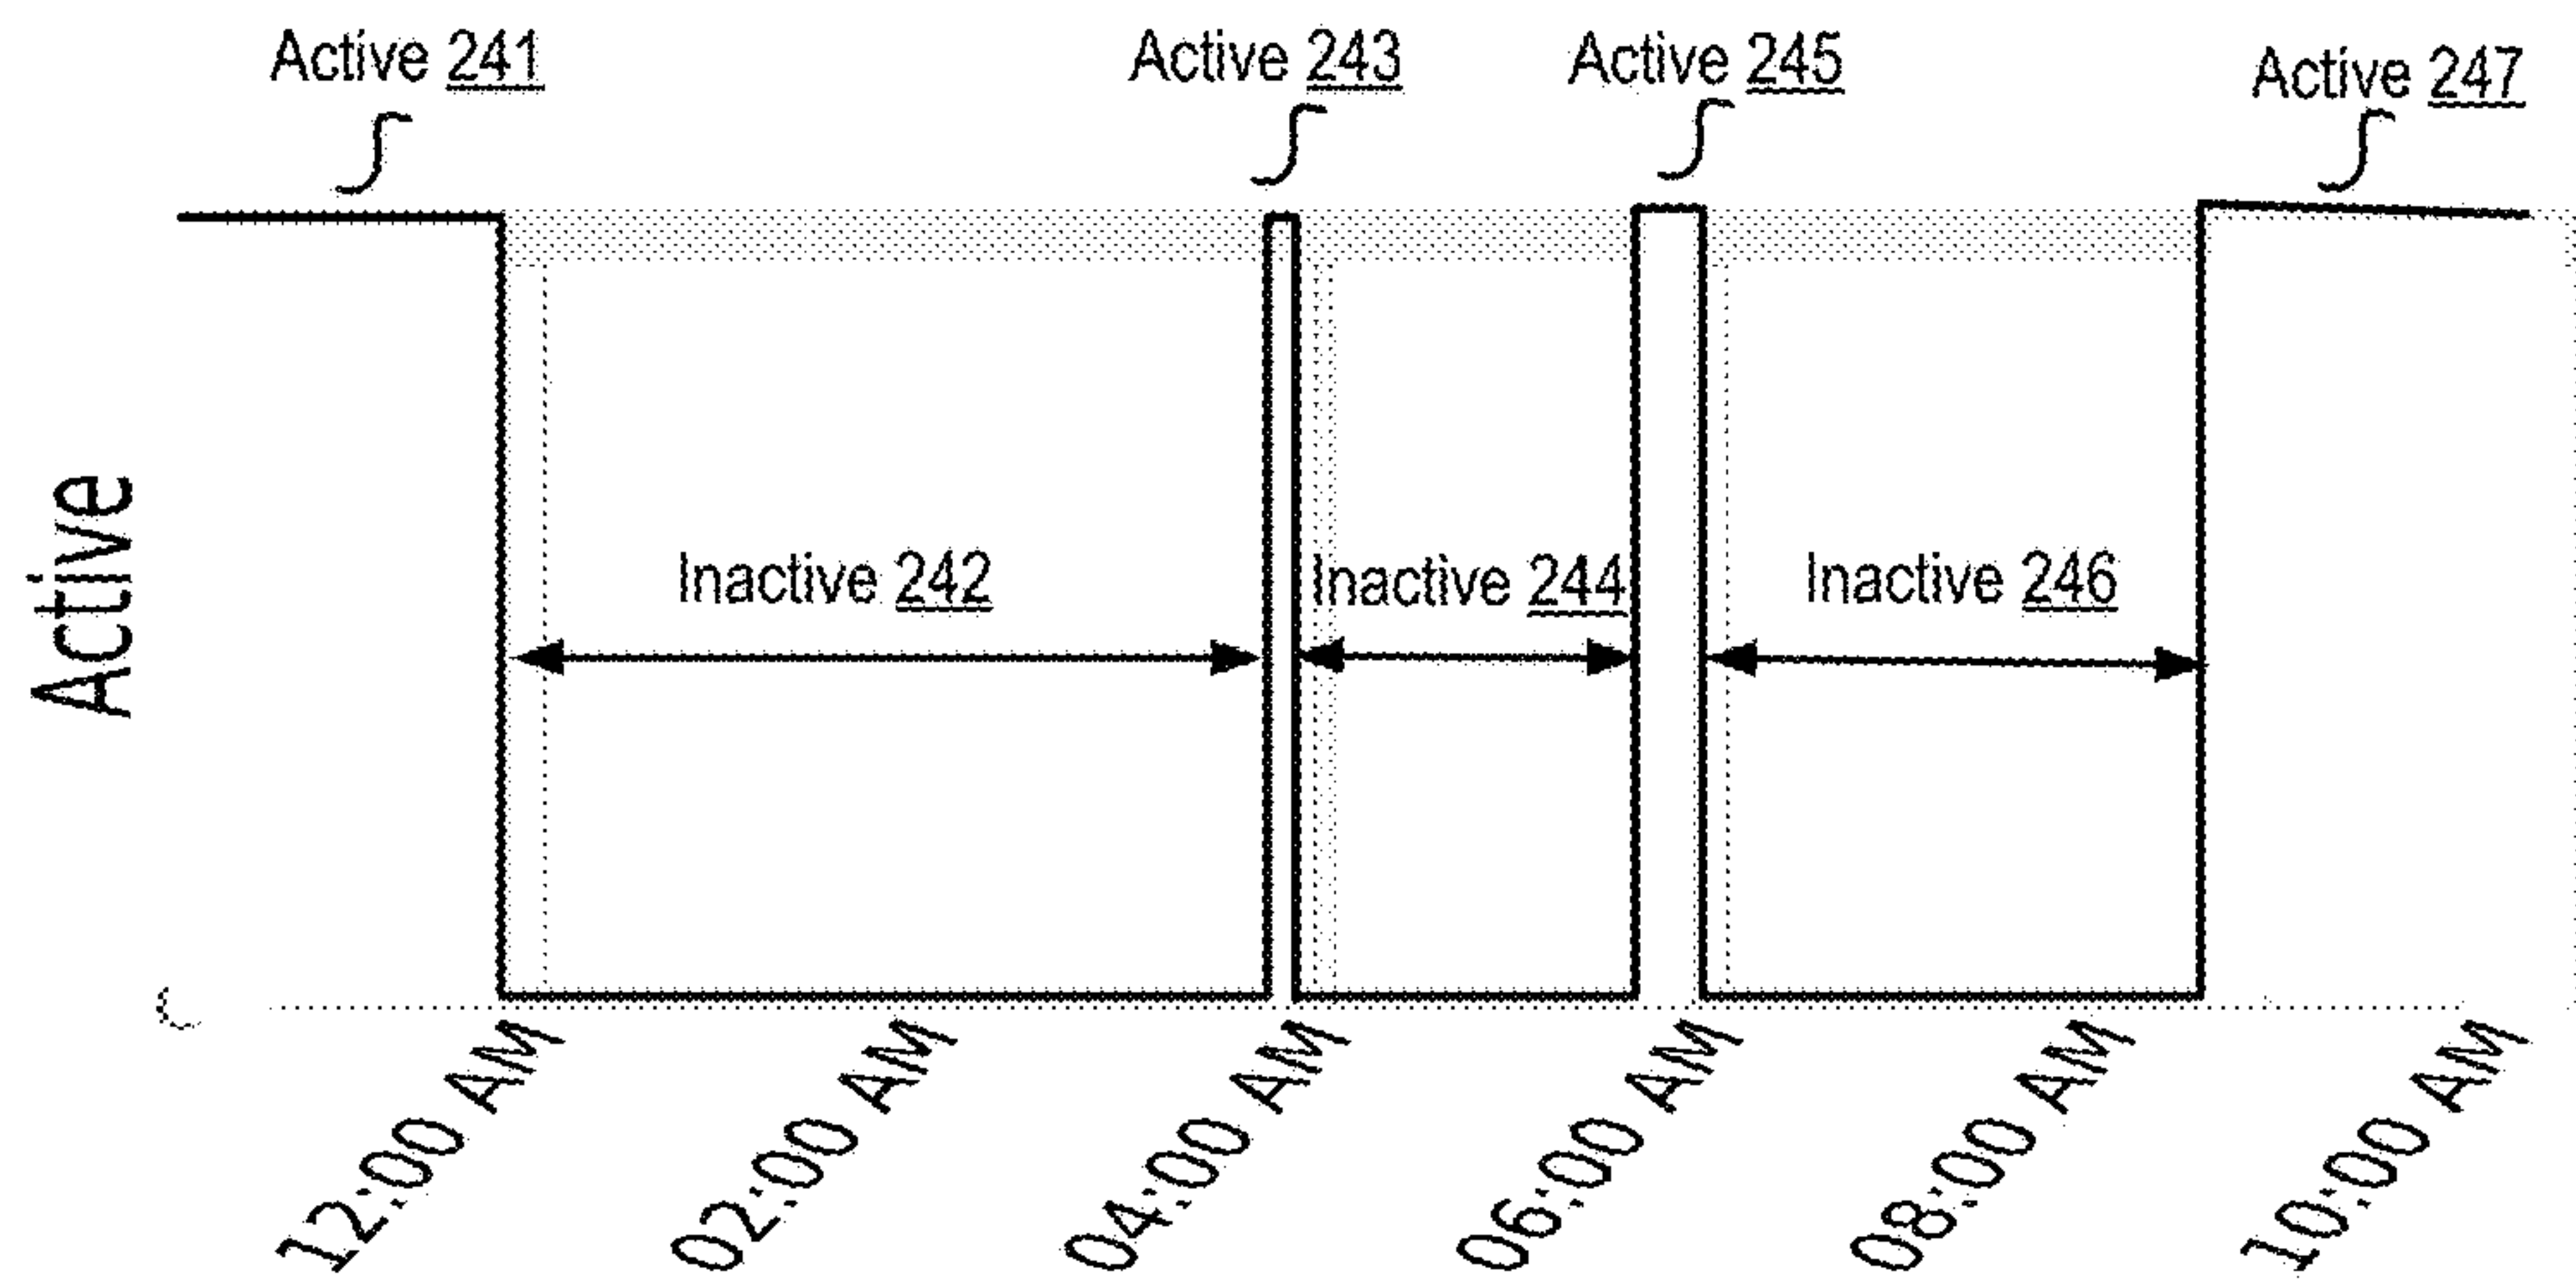 Active 241
Active 243
Active 245
Active 247
Active
Inactive 242
Inactive 244
Inactive 246
12:00 AM
02:00 AM
04:00 AM
06:00 AM
08:00 AM
10:00 AM